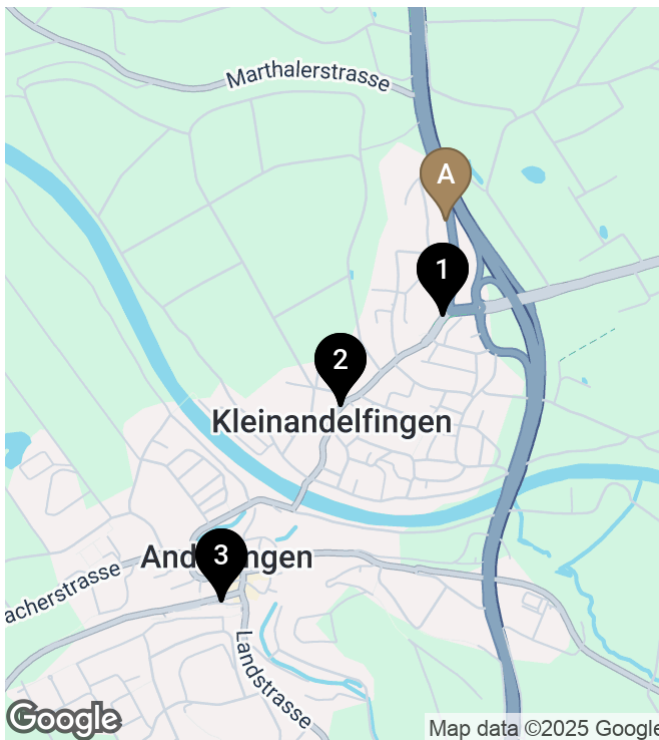 Marthalerstrasse
A
1
2
Kleinandelfingen
3
acherstrasse
Landstrasse
Google
Map data ©2025 Google